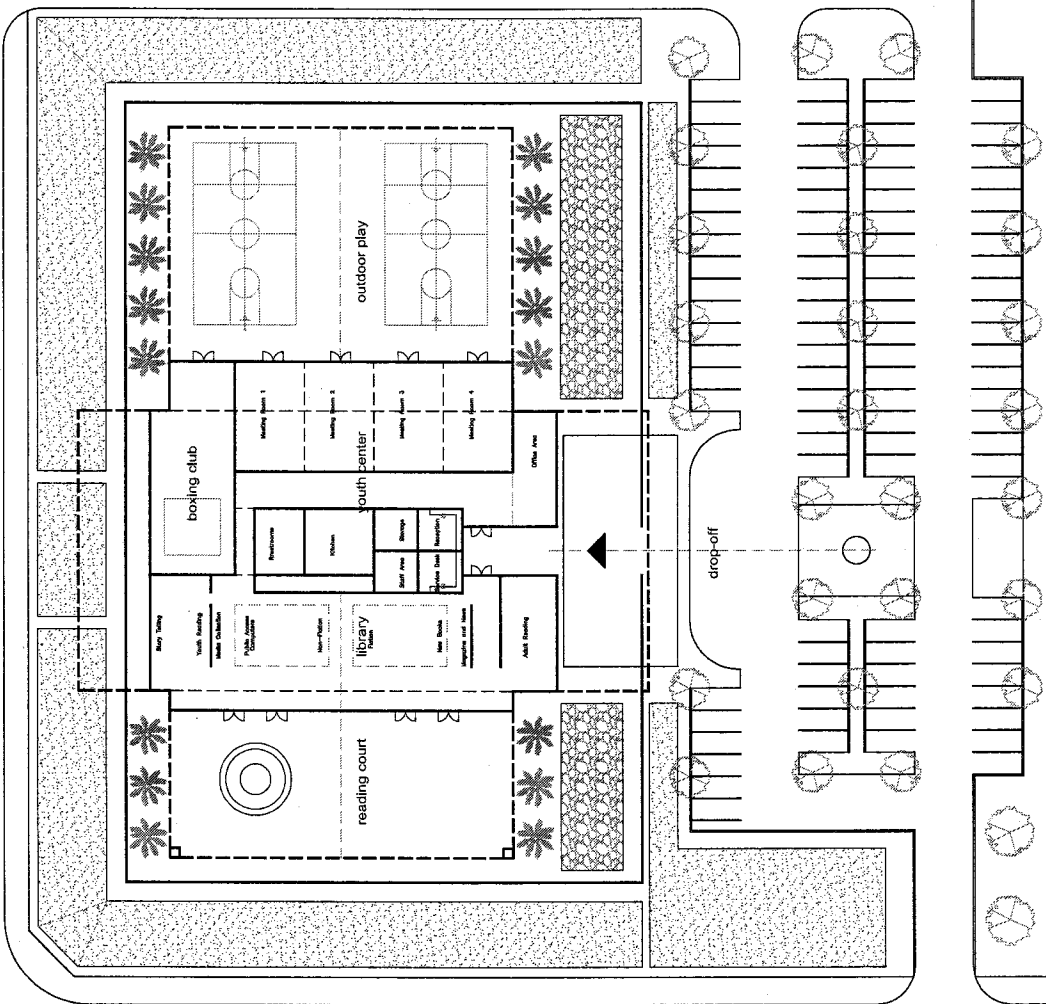 outdoor play
Meeting Room 1
Meeting Room 2
Meeting Room 3
Meeting Room 4
boxing club
youth center
Office Area
Restrooms
Kitchen
Storage
Reception
Staff Area
Service Desk
drop-off
Story Telling
Youth Reading
Media Collection
Public Access
Computers
Non-Fiction
library
Fiction
New Books
Magazine and News
Adult Reading
reading court